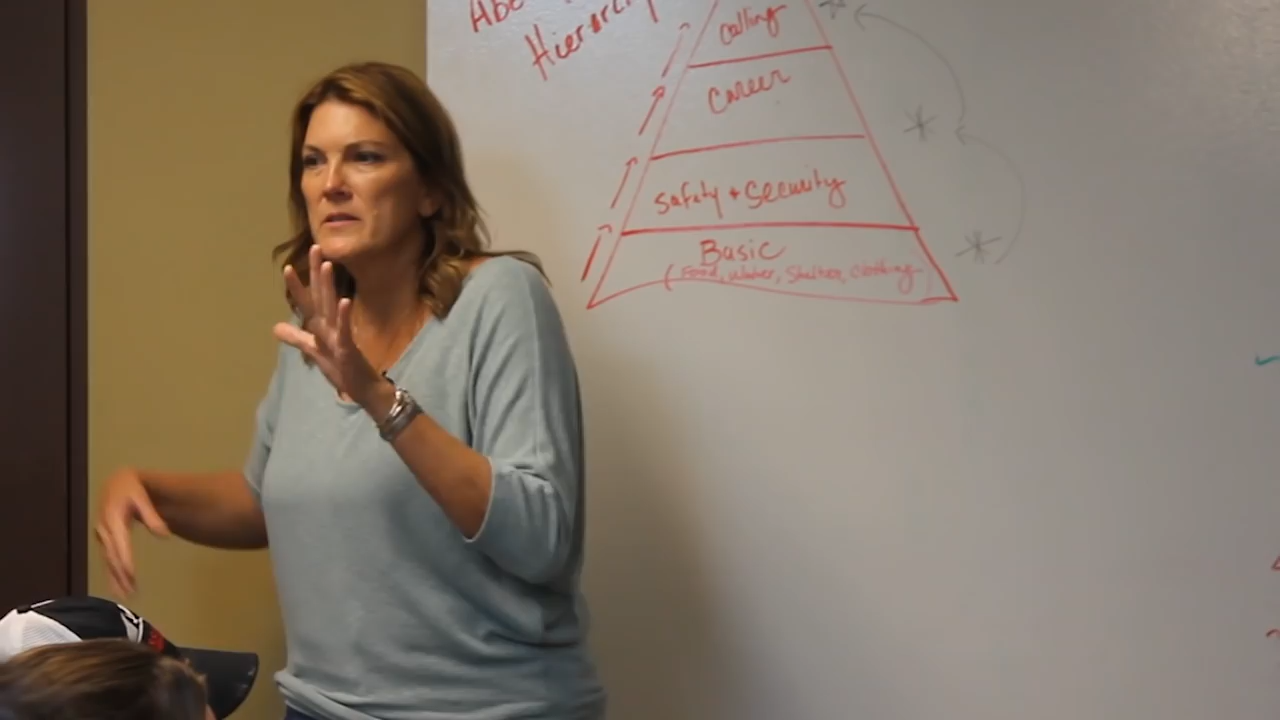 Hierarchy
Calling
Career
Safety + Security
Basic
(Food, Water, Shelter, Clothing)